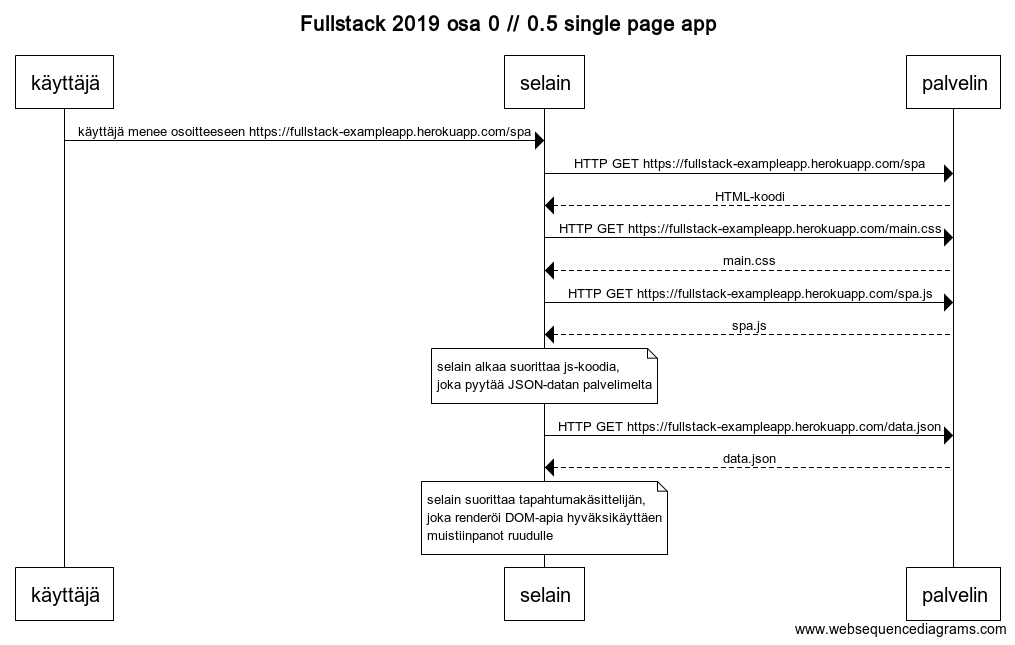 Fullstack 2019 osa 0 // 0.5 single page app
käyttäjä
selain
palvelin
käyttäjä menee osoitteeseen https://fullstack-exampleapp.herokuapp.com/spa
HTTP GET https://fullstack-exampleapp.herokuapp.com/spa
HTML-koodi
HTTP GET https://fullstack-exampleapp.herokuapp.com/main.css
main.css
HTTP GET https://fullstack-exampleapp.herokuapp.com/spa.js
spa.js
selain alkaa suorittaa js-koodia,
joka pyytää JSON-datan palvelimelta
HTTP GET https://fullstack-exampleapp.herokuapp.com/data.json
data.json
selain suorittaa tapahtumakäsittelijän,
joka renderöi DOM-apia hyväksikäyttäen
muistiinpanot ruudulle
käyttäjä
selain
palvelin
www.websequencediagrams.com